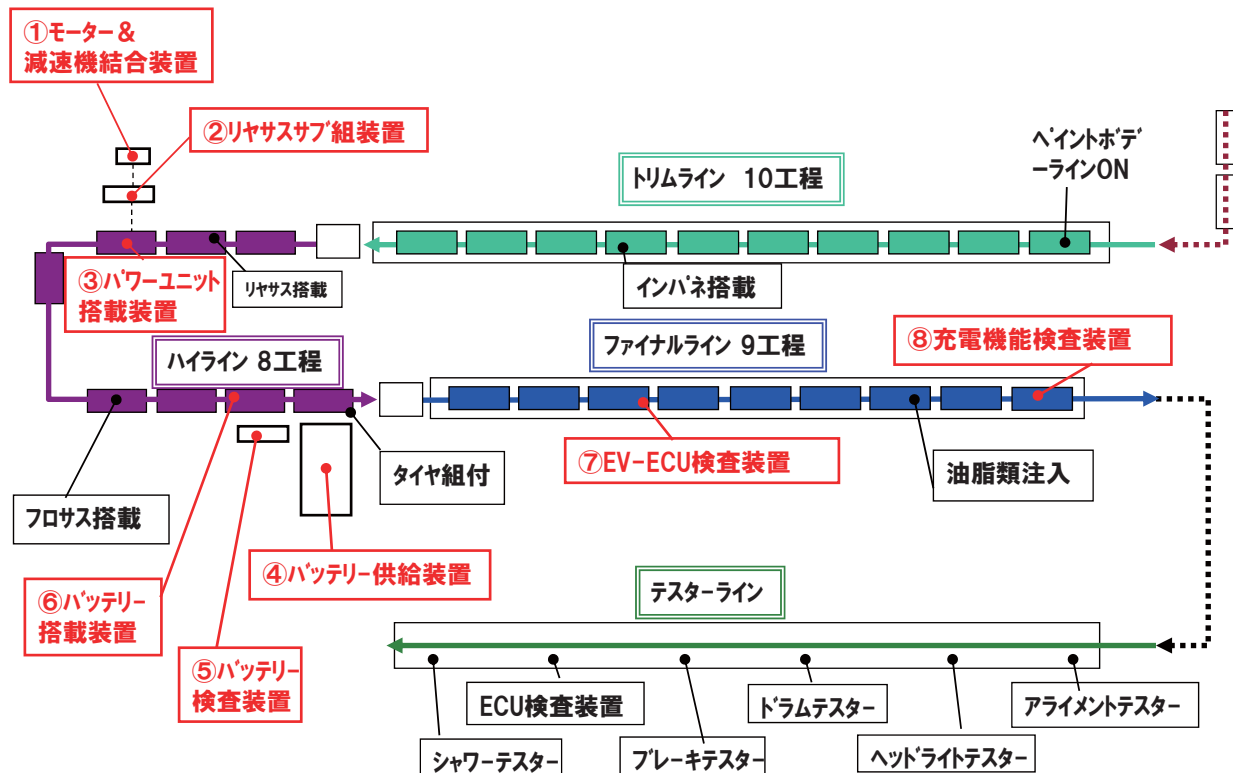 ①モーター&
減速機結合装置
②リヤサスサブ組装置
トリムライン 10工程
ペイントボデ
ーラインON
③パワーユニット
搭載装置
リヤサス搭載
インパネ搭載
ハイライン 8工程
ファイナルライン 9工程
⑧充電機能検査装置
フロサス搭載
タイヤ組付
⑦EV-ECU検査装置
油脂類注入
④バッテリー供給装置
⑥バッテリー
搭載装置
⑤バッテリー
検査装置
テスターライン
シャワーテスター
ECU検査装置
ブレーキテスター
ドラムテスター
ヘッドライトテスター
アライメントテスター